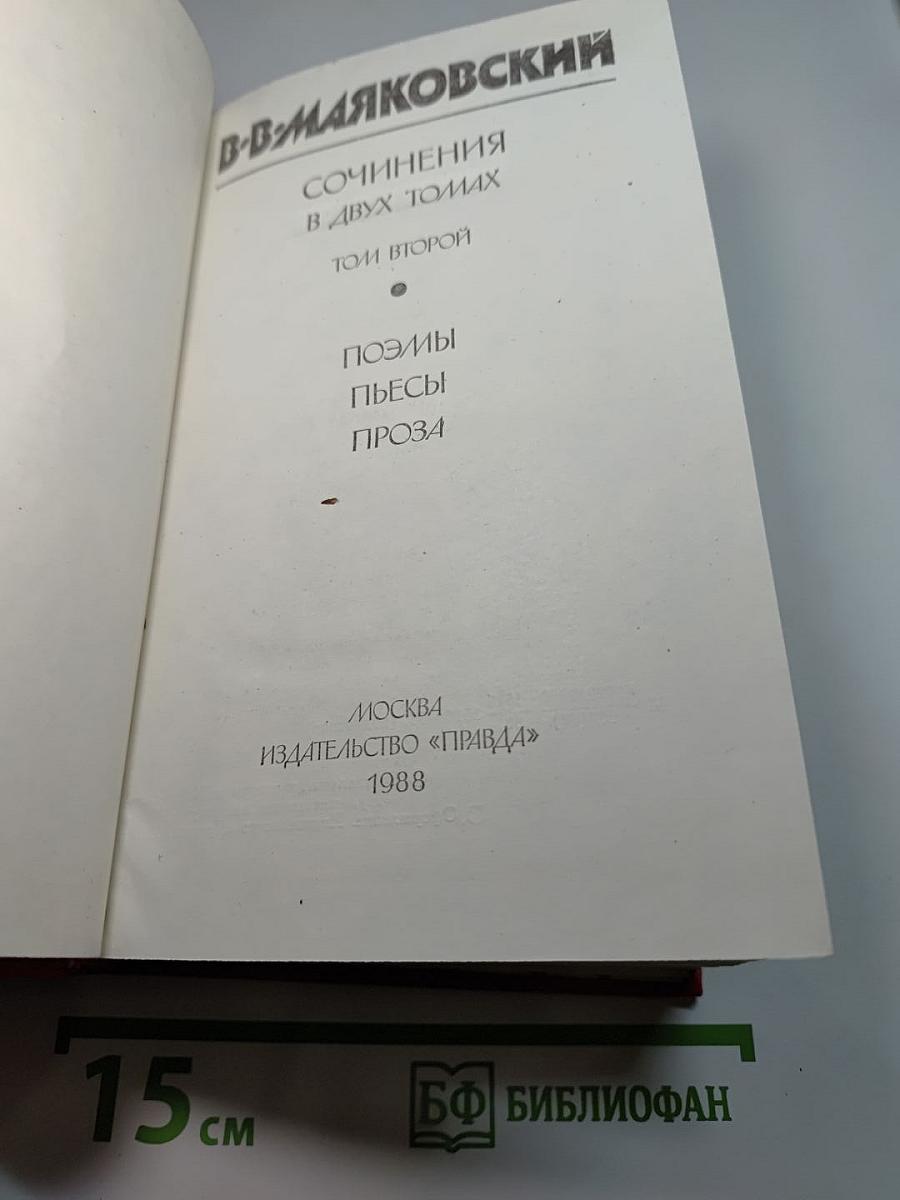 В·В·МАЯКОВСКИЙ
СОЧИНЕНИЯ
В ДВУХ ТОМАХ
ТОМ ВТОРОЙ
ПОЭМЫ
ПЬЕСЫ
ПРОЗА
МОСКВА
ИЗДАТЕЛЬСТВО «ПРАВДА»
1988
15 см
БФ БИБЛИОФАН